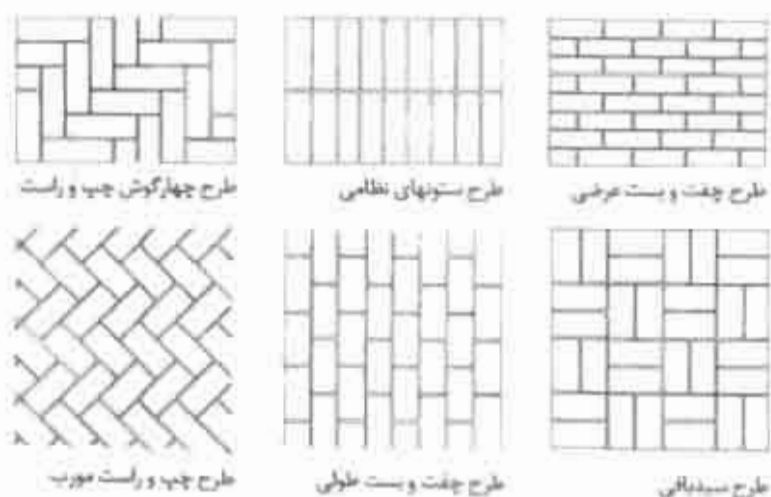 طرح چفت و بست عرضی
طرح ستونهای نظامی
طرح چهارگوش چپ و راست
طرح سبدبافی
طرح چفت و بست طولی
طرح چپ و راست مورب